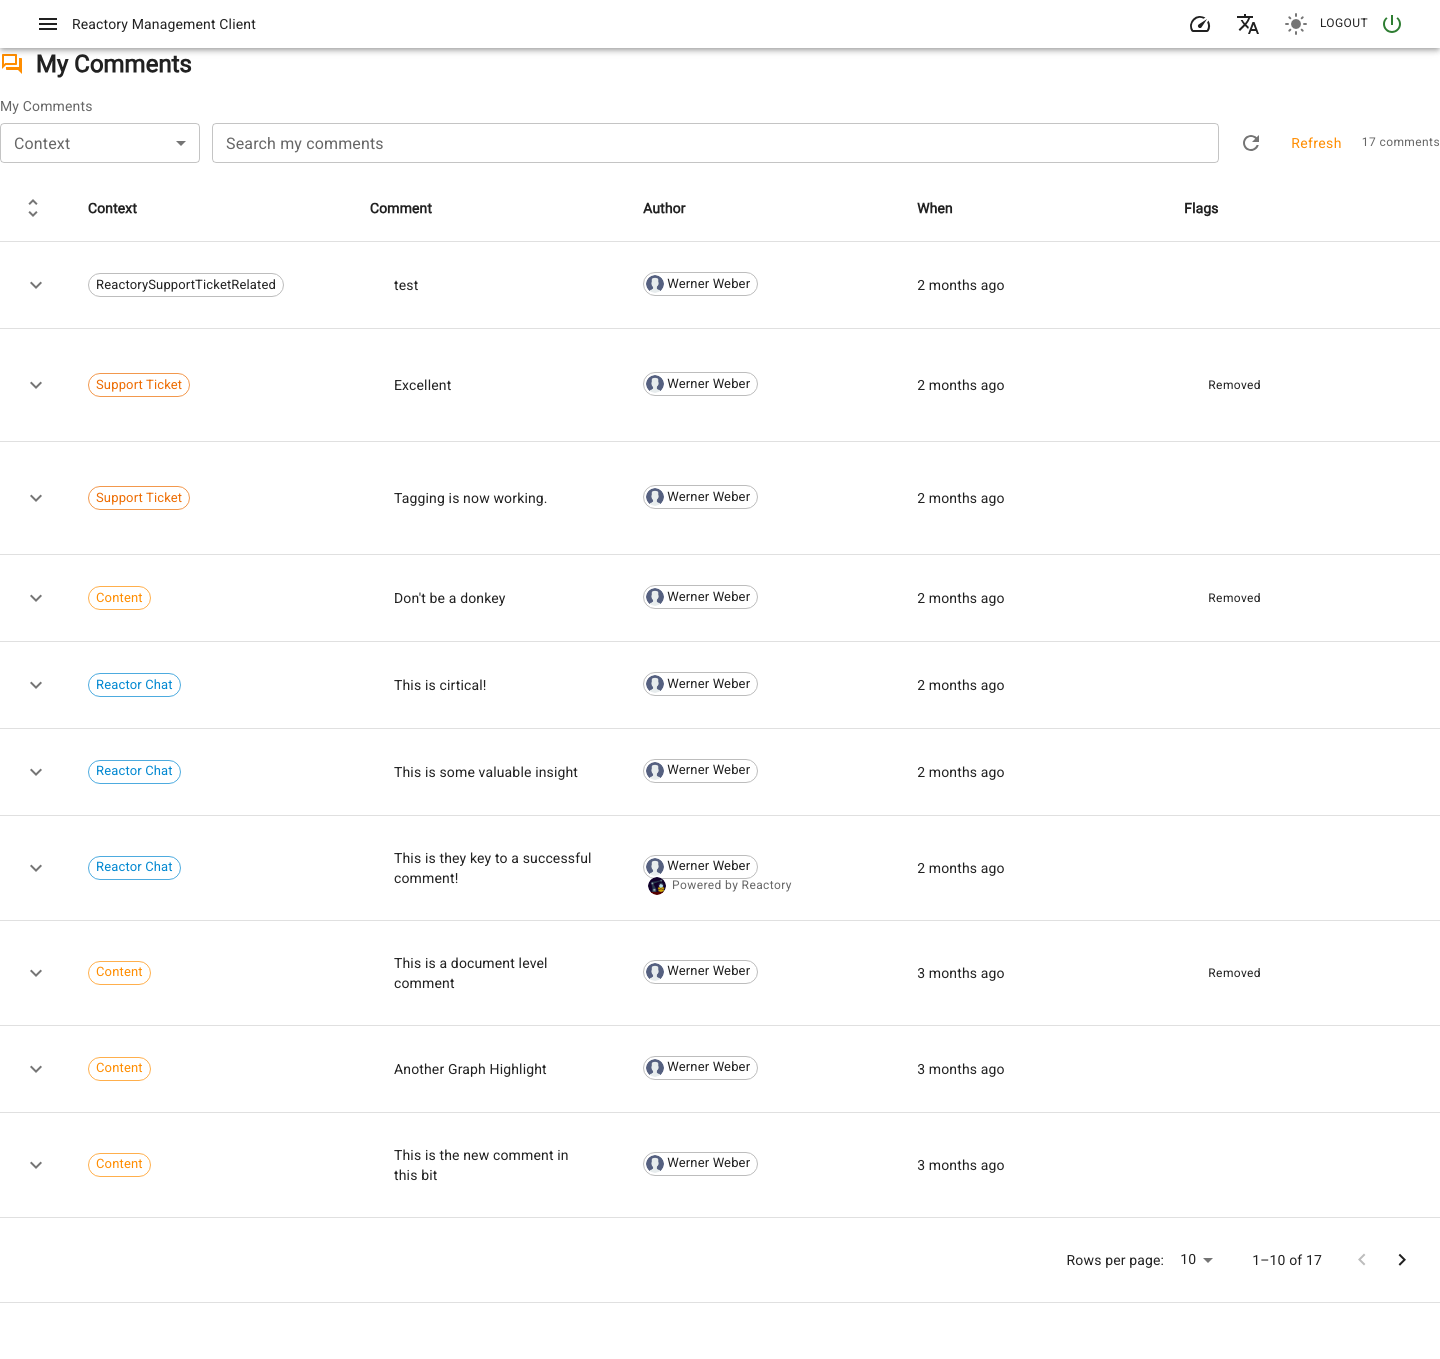 Reactory Management Client
LOGOUT
My Comments
My Comments
Context
Search my comments
Refresh
17 comments
Context Comment Author When Flags
ReactorySupportTicketRelated test Werner Weber 2 months ago
Support Ticket Excellent Werner Weber 2 months ago Removed
Support Ticket Tagging is now working. Werner Weber 2 months ago
Content Don't be a donkey Werner Weber 2 months ago Removed
Reactor Chat This is cirtical! Werner Weber 2 months ago
Reactor Chat This is some valuable insight Werner Weber 2 months ago
Reactor Chat
This is they key to a successful
comment!
Werner Weber
Powered by Reactory
2 months ago
Content
This is a document level
comment
Werner Weber
3 months ago
Removed
Content Another Graph Highlight Werner Weber 3 months ago
Content
This is the new comment in
this bit
Werner Weber
3 months ago
Rows per page: 10 1–10 of 17